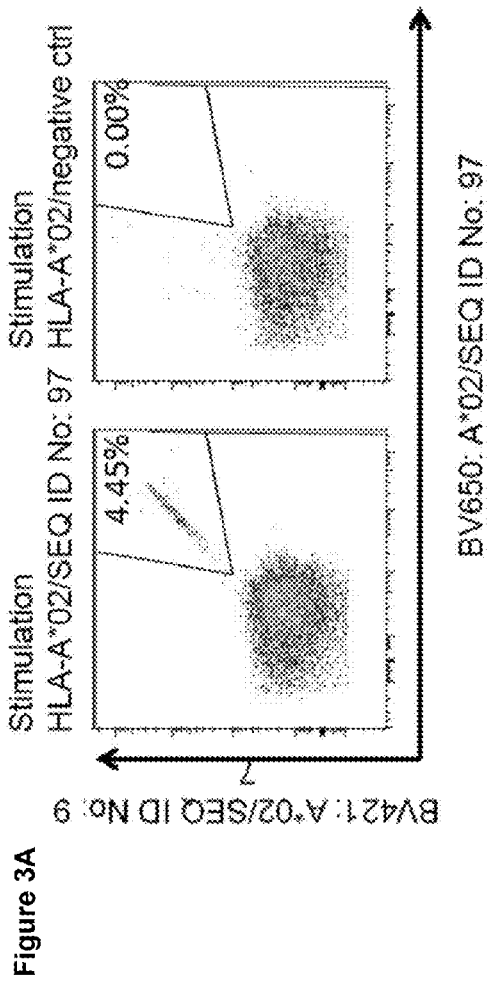 Figure 3A
Stimulation
HLA-A*02/SEQ ID No: 97
Stimulation
HLA-A*02/negative ctrl
4.45%
0.00%
BV421: A*02/SEQ ID No: 9
7
BV650: A*02/SEQ ID No: 97